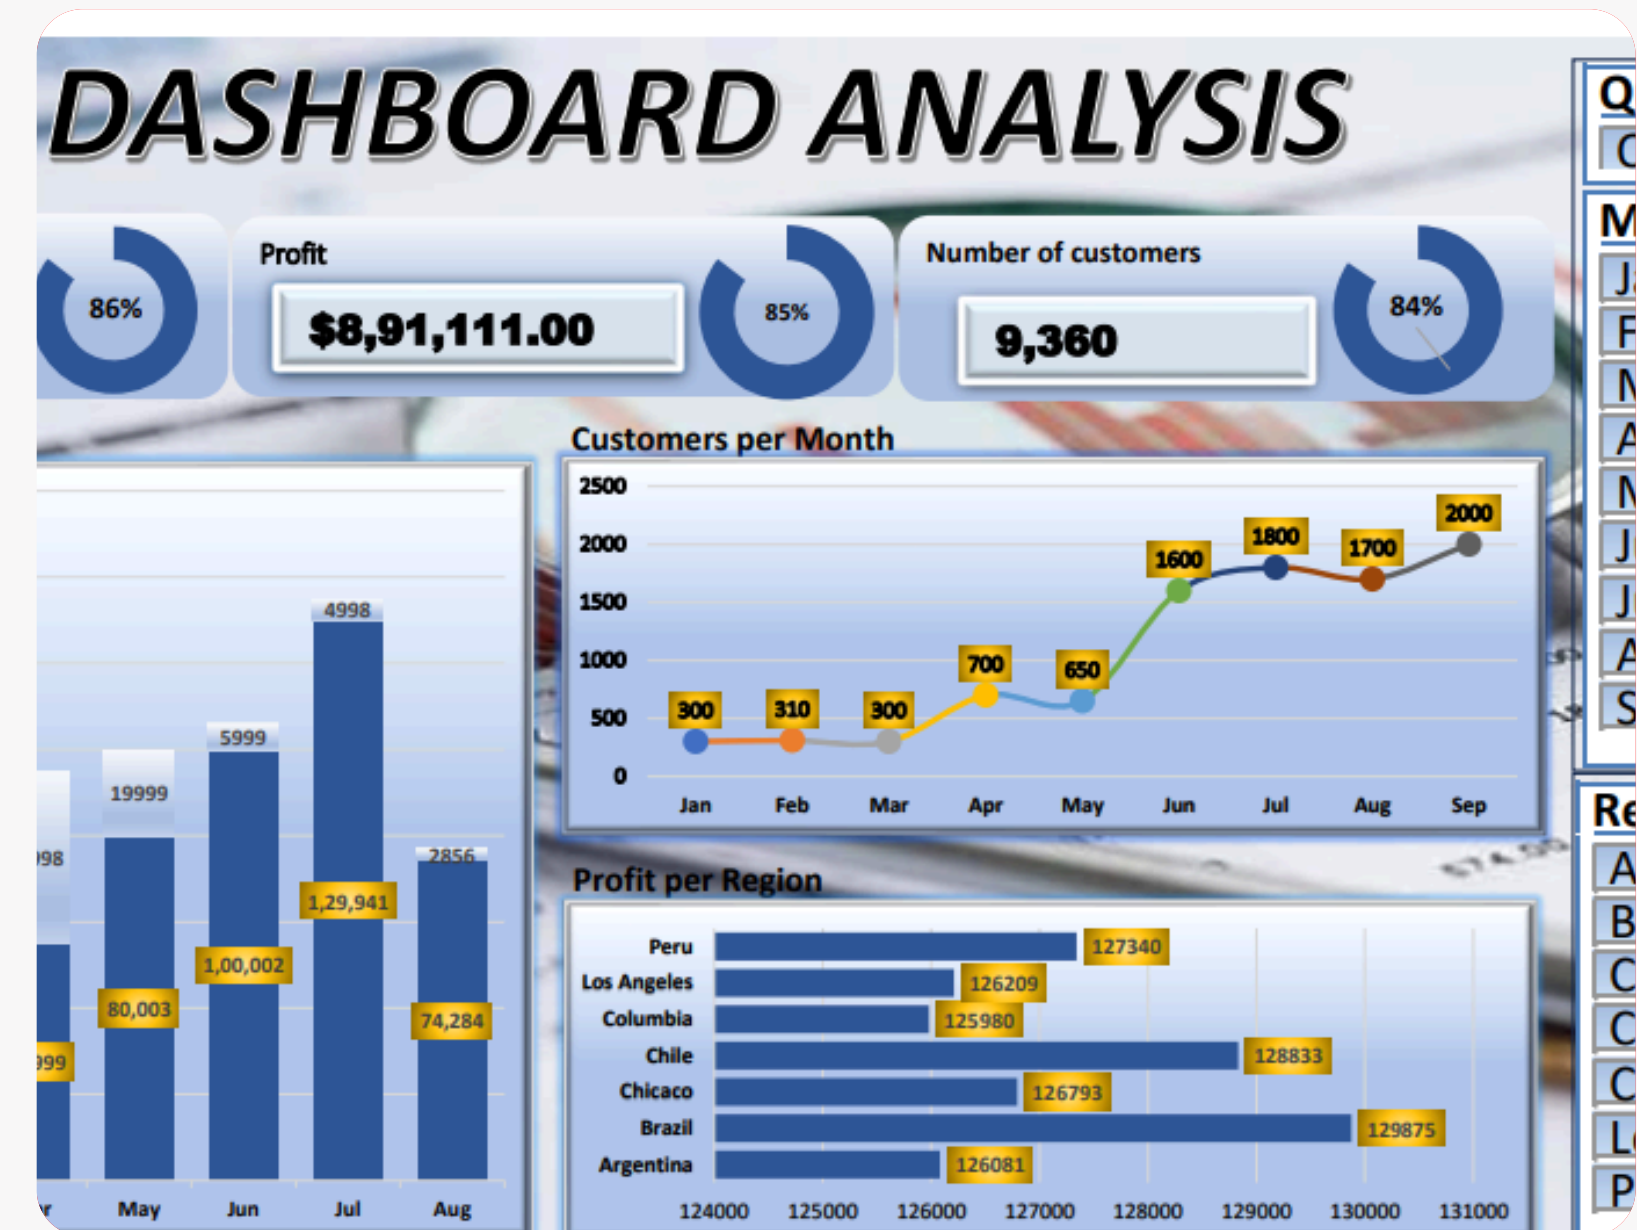 DASHBOARD ANALYSIS
86%
Profit
$8,91,111.00
85%
Number of customers
9,360
84%
4998
5999
19999
2856
1,29,941
1,00,002
80,003
74,284
May Jun Jul Aug
Customers per Month
2500
2000
1500
1000
500
0
300 310 300 700 650 1600 1800 1700 2000
Jan Feb Mar Apr May Jun Jul Aug Sep
Profit per Region
Peru 127340
Los Angeles 126209
Columbia 125980
Chile 128833
Chicaco 126793
Brazil 129875
Argentina 126081
124000 125000 126000 127000 128000 129000 130000 131000